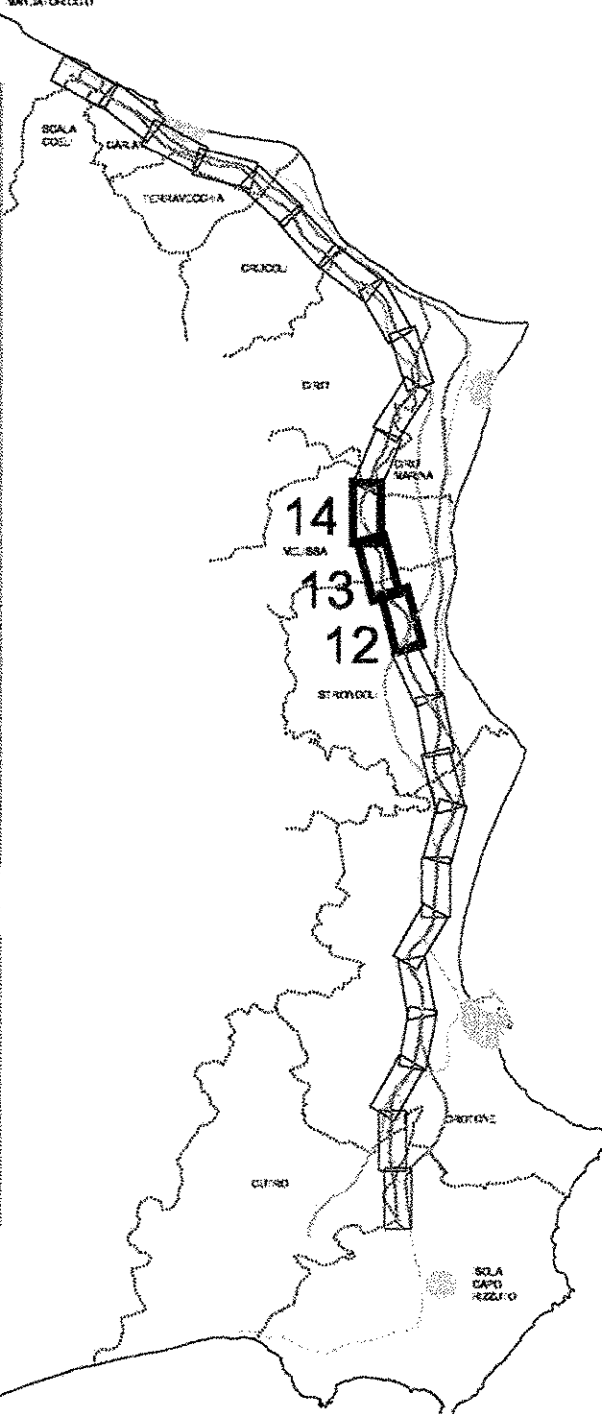 SCALA
COELI
CARIATI
TERRAVECCHIA
CRUCOLI
CIRO'
CIRO'
MARINA
14
MELISSA
13
12
STRONGOLI
CROTONE
CUTRO
ISOLA
CAPO
RIZZUTO